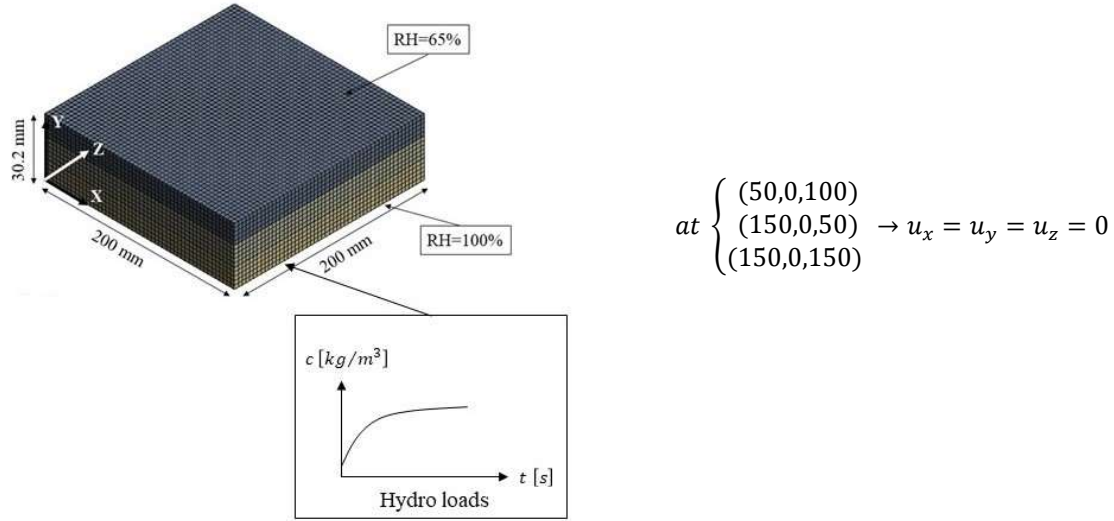 RH=65%
Y
Z
X
30.2 mm
200 mm
200 mm
RH=100%
c [kg/m³]
t [s]
Hydro loads
at { (50,0,100)
(150,0,50) → uₓ = u_y = u_z = 0
(150,0,150)